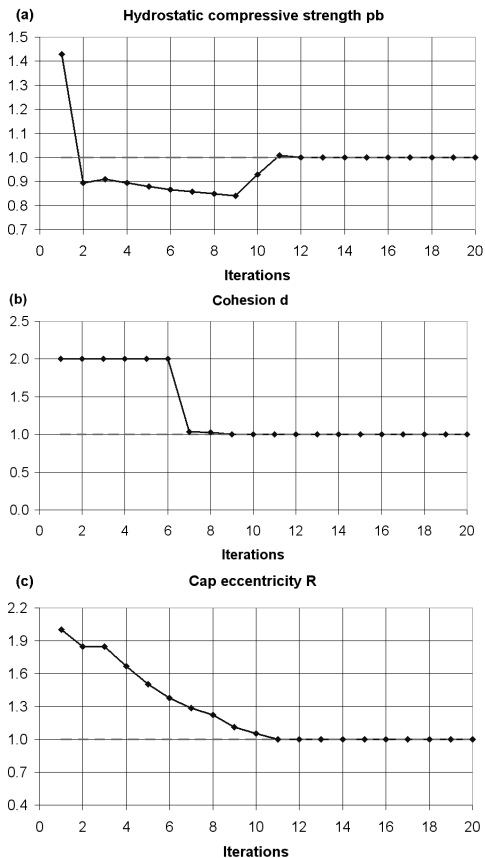 (a) Hydrostatic compressive strength pb
1.5
1.4
1.3
1.2
1.1
1.0
0.9
0.8
0.7
0 2 4 6 8 10 12 14 16 18 20
Iterations
(b) Cohesion d
2.5
2.0
1.5
1.0
0.5
0.0
0 2 4 6 8 10 12 14 16 18 20
Iterations
(c) Cap eccentricity R
2.2
1.9
1.6
1.3
1.0
0.7
0.4
0 2 4 6 8 10 12 14 16 18 20
Iterations